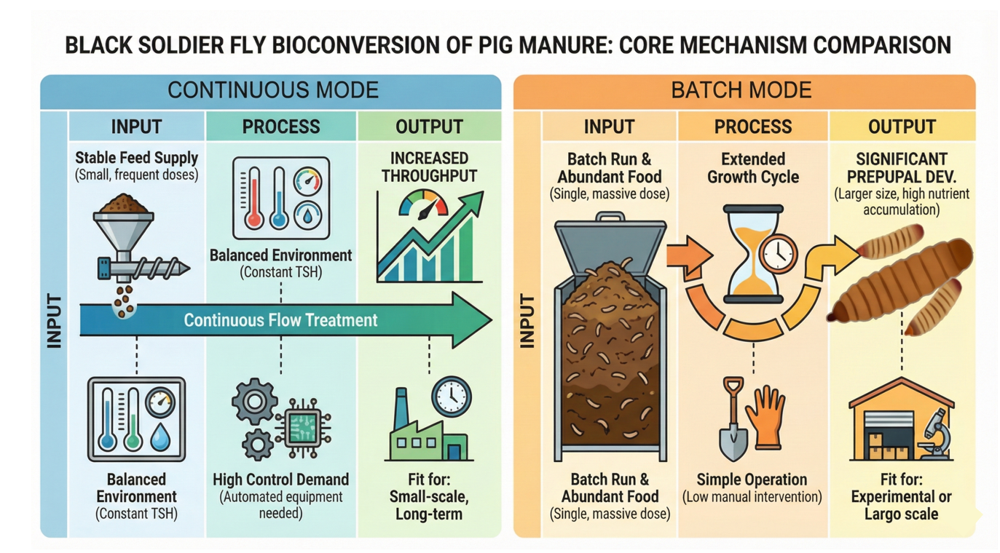 BLACK SOLDIER FLY BIOCONVERSION OF PIG MANURE: CORE MECHANISM COMPARISON
CONTINUOUS MODE
INPUT
PROCESS
OUTPUT
INPUT
Stable Feed Supply
(Small, frequent doses)
Balanced Environment
(Constant TSH)
INCREASED
THROUGHPUT
Continuous Flow Treatment
Balanced
Environment
(Constant TSH)
High Control Demand
(Automated equipment
needed)
Fit for:
Small-scale,
Long-term
BATCH MODE
INPUT
PROCESS
OUTPUT
INPUT
Batch Run &
Abundant Food
(Single, massive dose)
Extended
Growth Cycle
SIGNIFICANT
PREPUPAL DEV.
(Larger size, high nutrient
accumulation)
Batch Run &
Abundant Food
(Single, massive dose)
Simple Operation
(Low manual intervention)
Fit for:
Experimental or
Largo scale